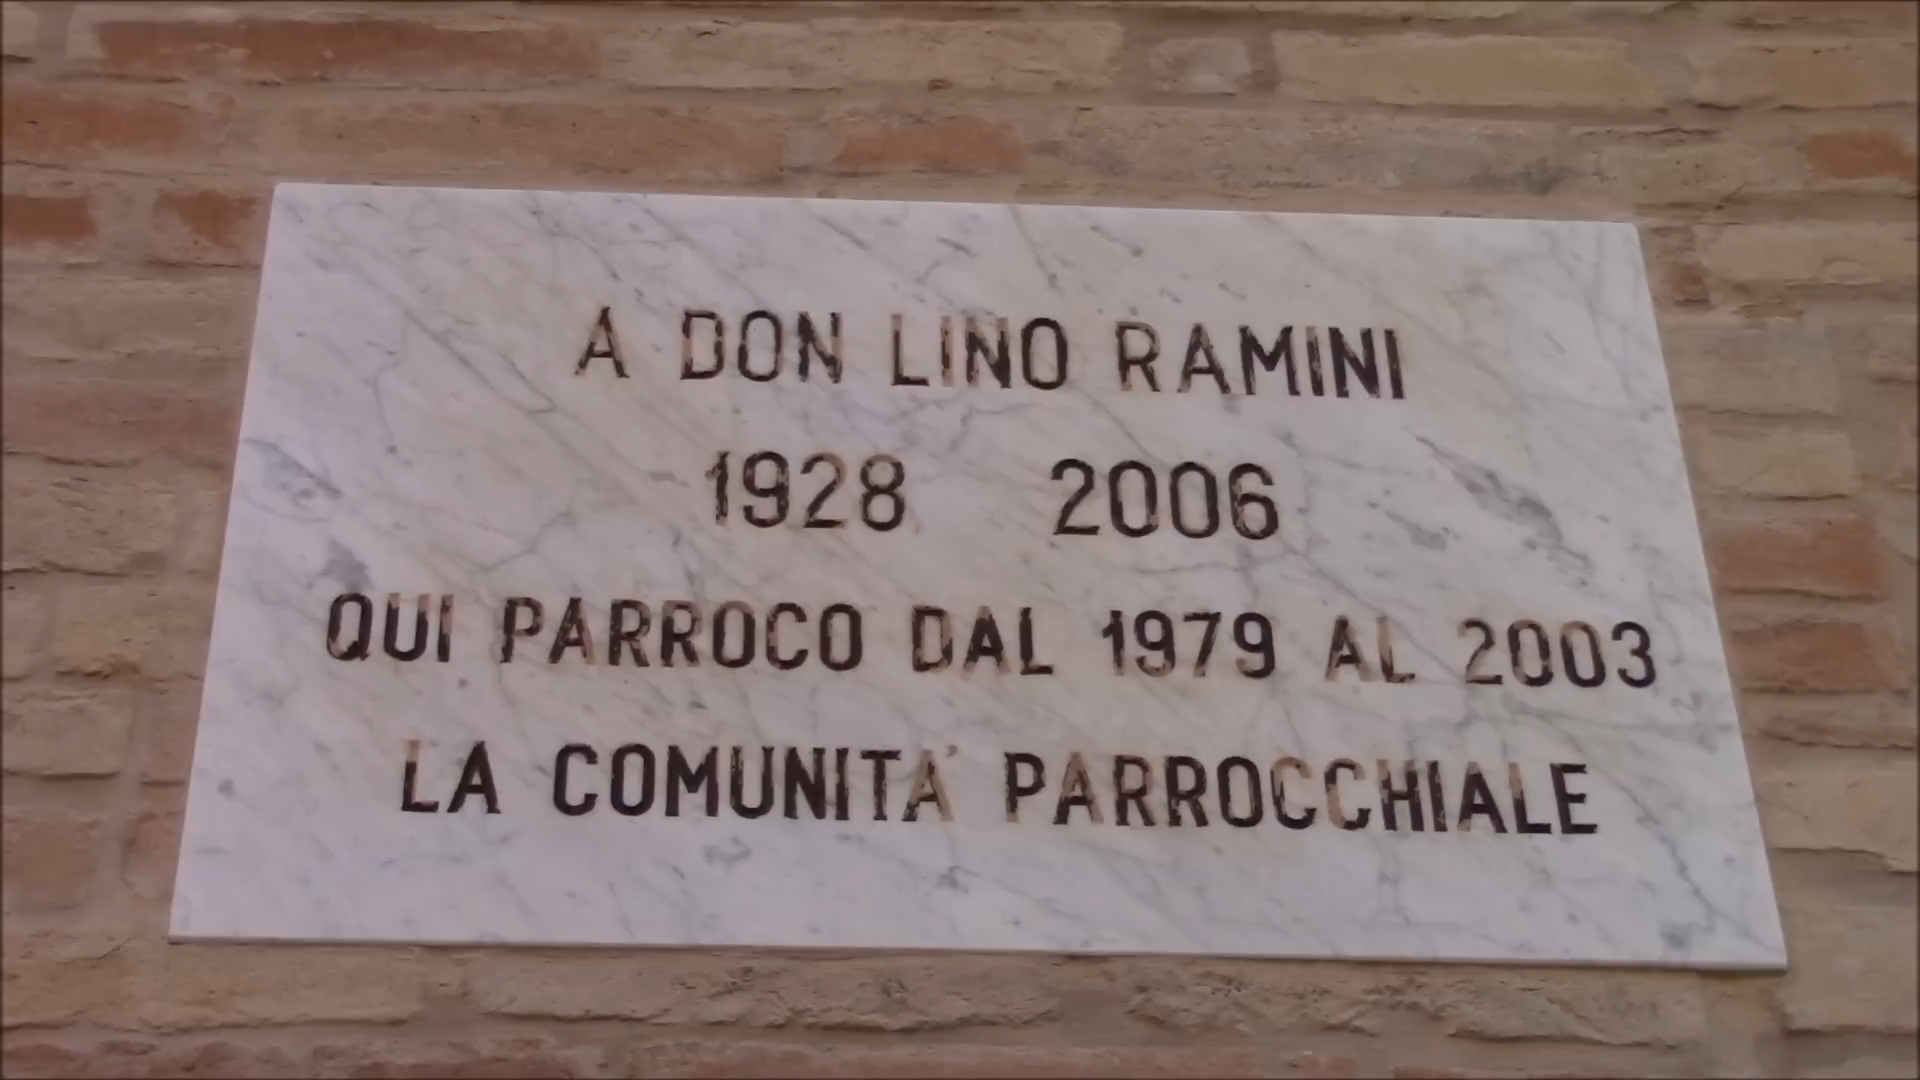 A DON LINO RAMINI
1928 2006
QUI PARROCO DAL 1979 AL 2003
LA COMUNITA' PARROCCHIALE